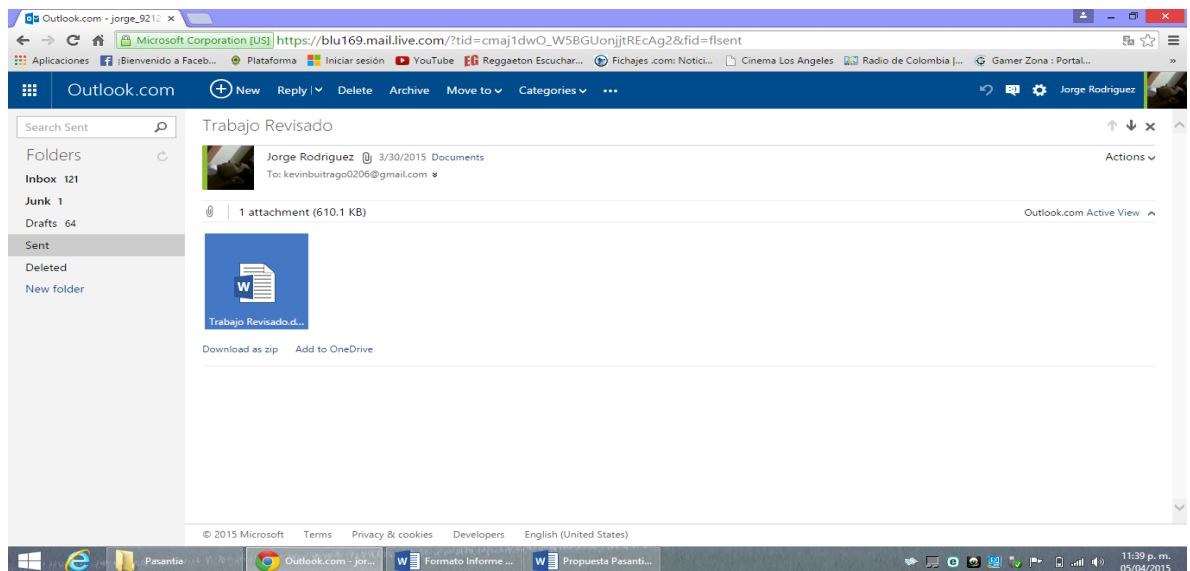 Outlook.com - jorge_9212
Microsoft Corporation [US] https://blu169.mail.live.com/?tid=cmaj1dwO_W5BGUonjjtREcAg2&fid=flsent
Aplicaciones ¡Bienvenido a Faceb... Plataforma Iniciar sesión YouTube Reggaeton Escuchar... Fichajes .com: Notici... Cinema Los Angeles Radio de Colombia |... Gamer Zona : Portal... »
Outlook.com New Reply Delete Archive Move to Categories ••• Jorge Rodriguez
Search Sent
Folders
Inbox 121
Junk 1
Drafts 64
Sent
Deleted
New folder
Trabajo Revisado
Jorge Rodriguez 3/30/2015 Documents
Actions
To: kevinbuitrago0206@gmail.com
1 attachment (610.1 KB)
Outlook.com Active View
W
Trabajo Revisado.d...
Download as zip Add to OneDrive
© 2015 Microsoft Terms Privacy & cookies Developers English (United States)
Pasantia Outlook.com - jor... Formato Informe ... Propuesta Pasanti...
11:39 p. m.
05/04/2015